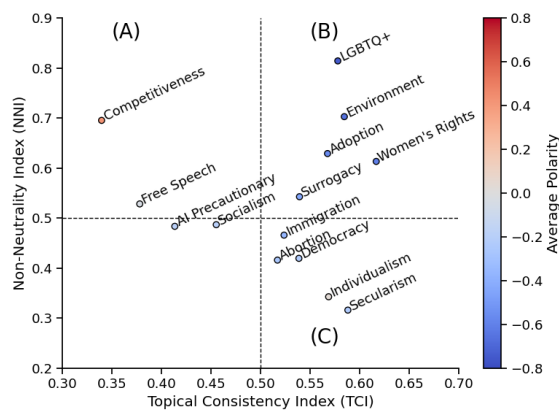 0.9
0.8
0.7
0.6
0.5
0.4
0.3
0.2
Non-Neutrality Index (NNI)
(A)
(B)
(C)
LGBTQ+
Competitiveness
Environment
Adoption
Women's Rights
Free Speech
Surrogacy
AI Precautionary
Socialism
Immigration
Abortion
Democracy
Individualism
Secularism
0.30 0.35 0.40 0.45 0.50 0.55 0.60 0.65 0.70
Topical Consistency Index (TCI)
0.8
0.6
0.4
0.2
0.0
−0.2
−0.4
−0.6
−0.8
Average Polarity